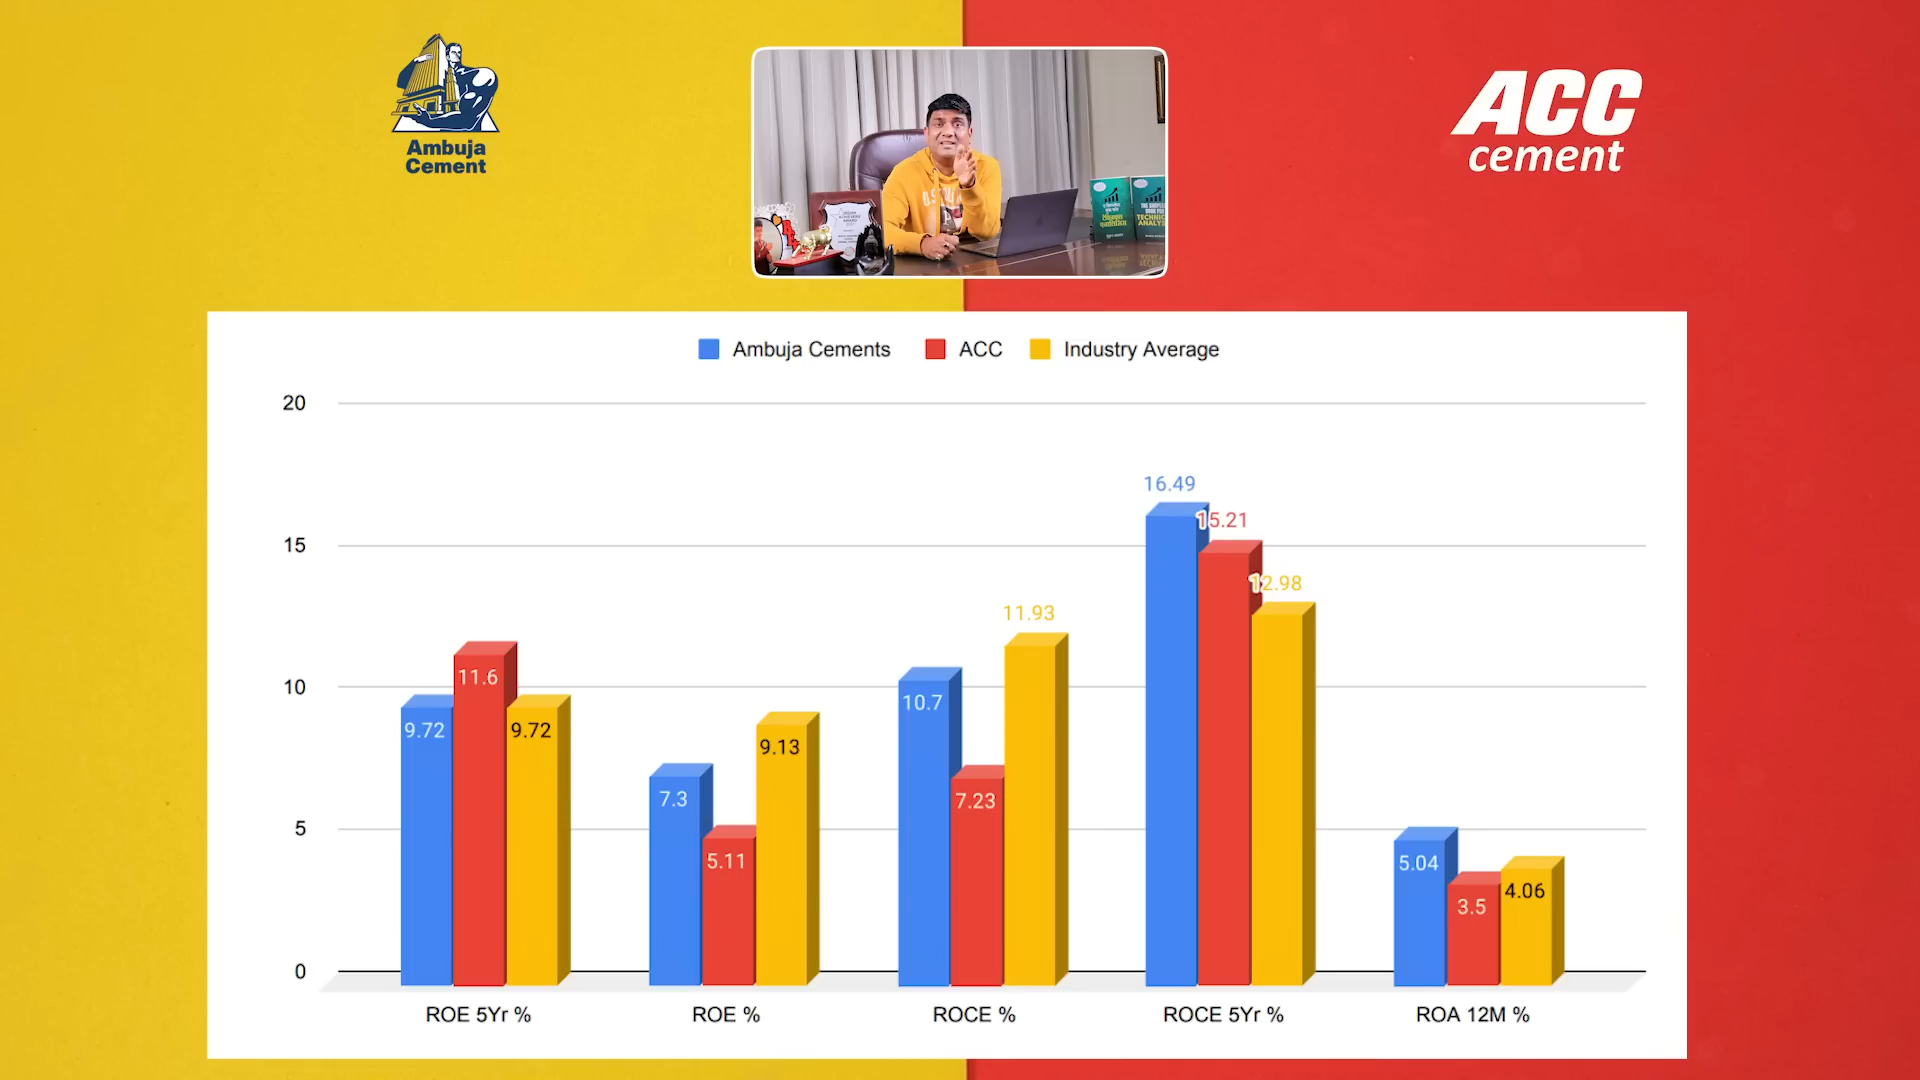 Ambuja
Cement
ACC
cement
Ambuja Cements
ACC
Industry Average
20
15
10
5
0
9.72
11.6
9.72
7.3
5.11
9.13
10.7
7.23
11.93
16.49
15.21
12.98
5.04
3.5
4.06
ROE 5Yr %
ROE %
ROCE %
ROCE 5Yr %
ROA 12M %